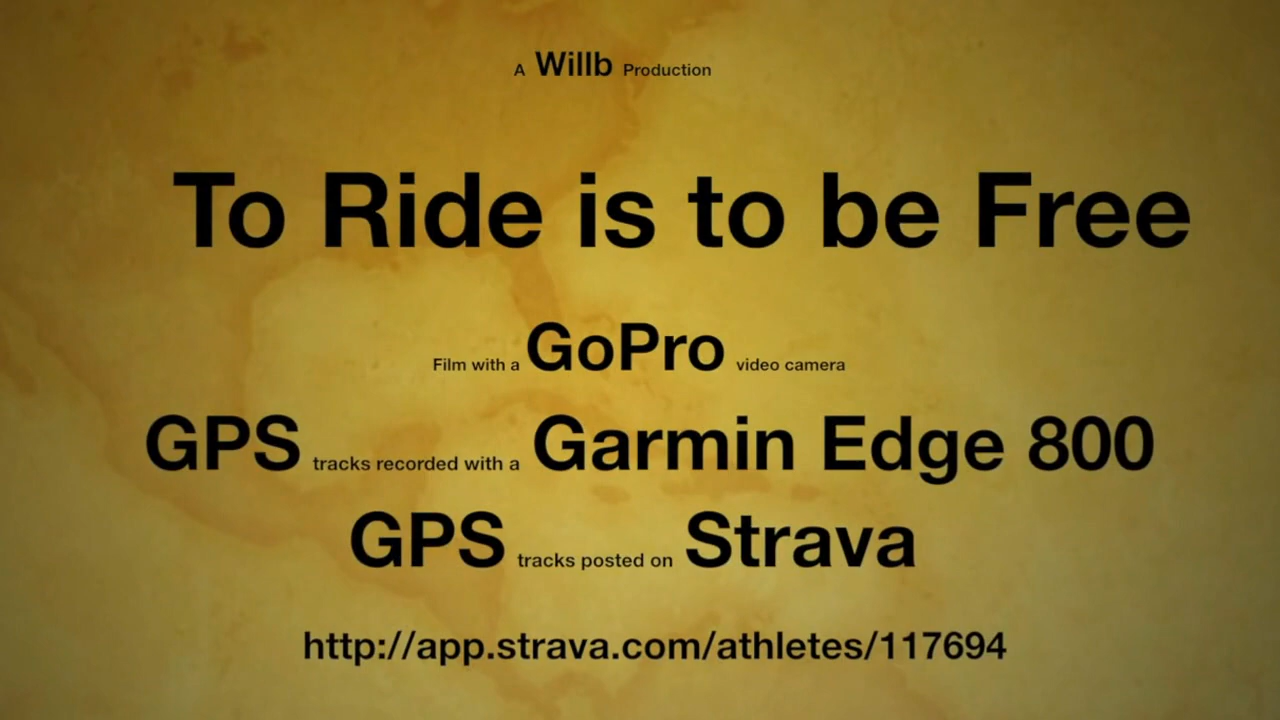 A Willb Production
To Ride is to be Free
Film with a GoPro video camera
GPS tracks recorded with a Garmin Edge 800
GPS tracks posted on Strava
http://app.strava.com/athletes/117694